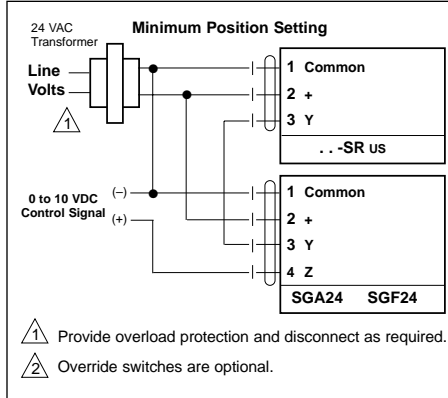 Minimum Position Setting
24 VAC
Transformer
Line
Volts
1
1 Common
2 +
3 Y
. . -SR US
0 to 10 VDC
Control Signal
(–)
(+)
1 Common
2 +
3 Y
4 Z
SGA24 SGF24
1 Provide overload protection and disconnect as required.
2 Override switches are optional.